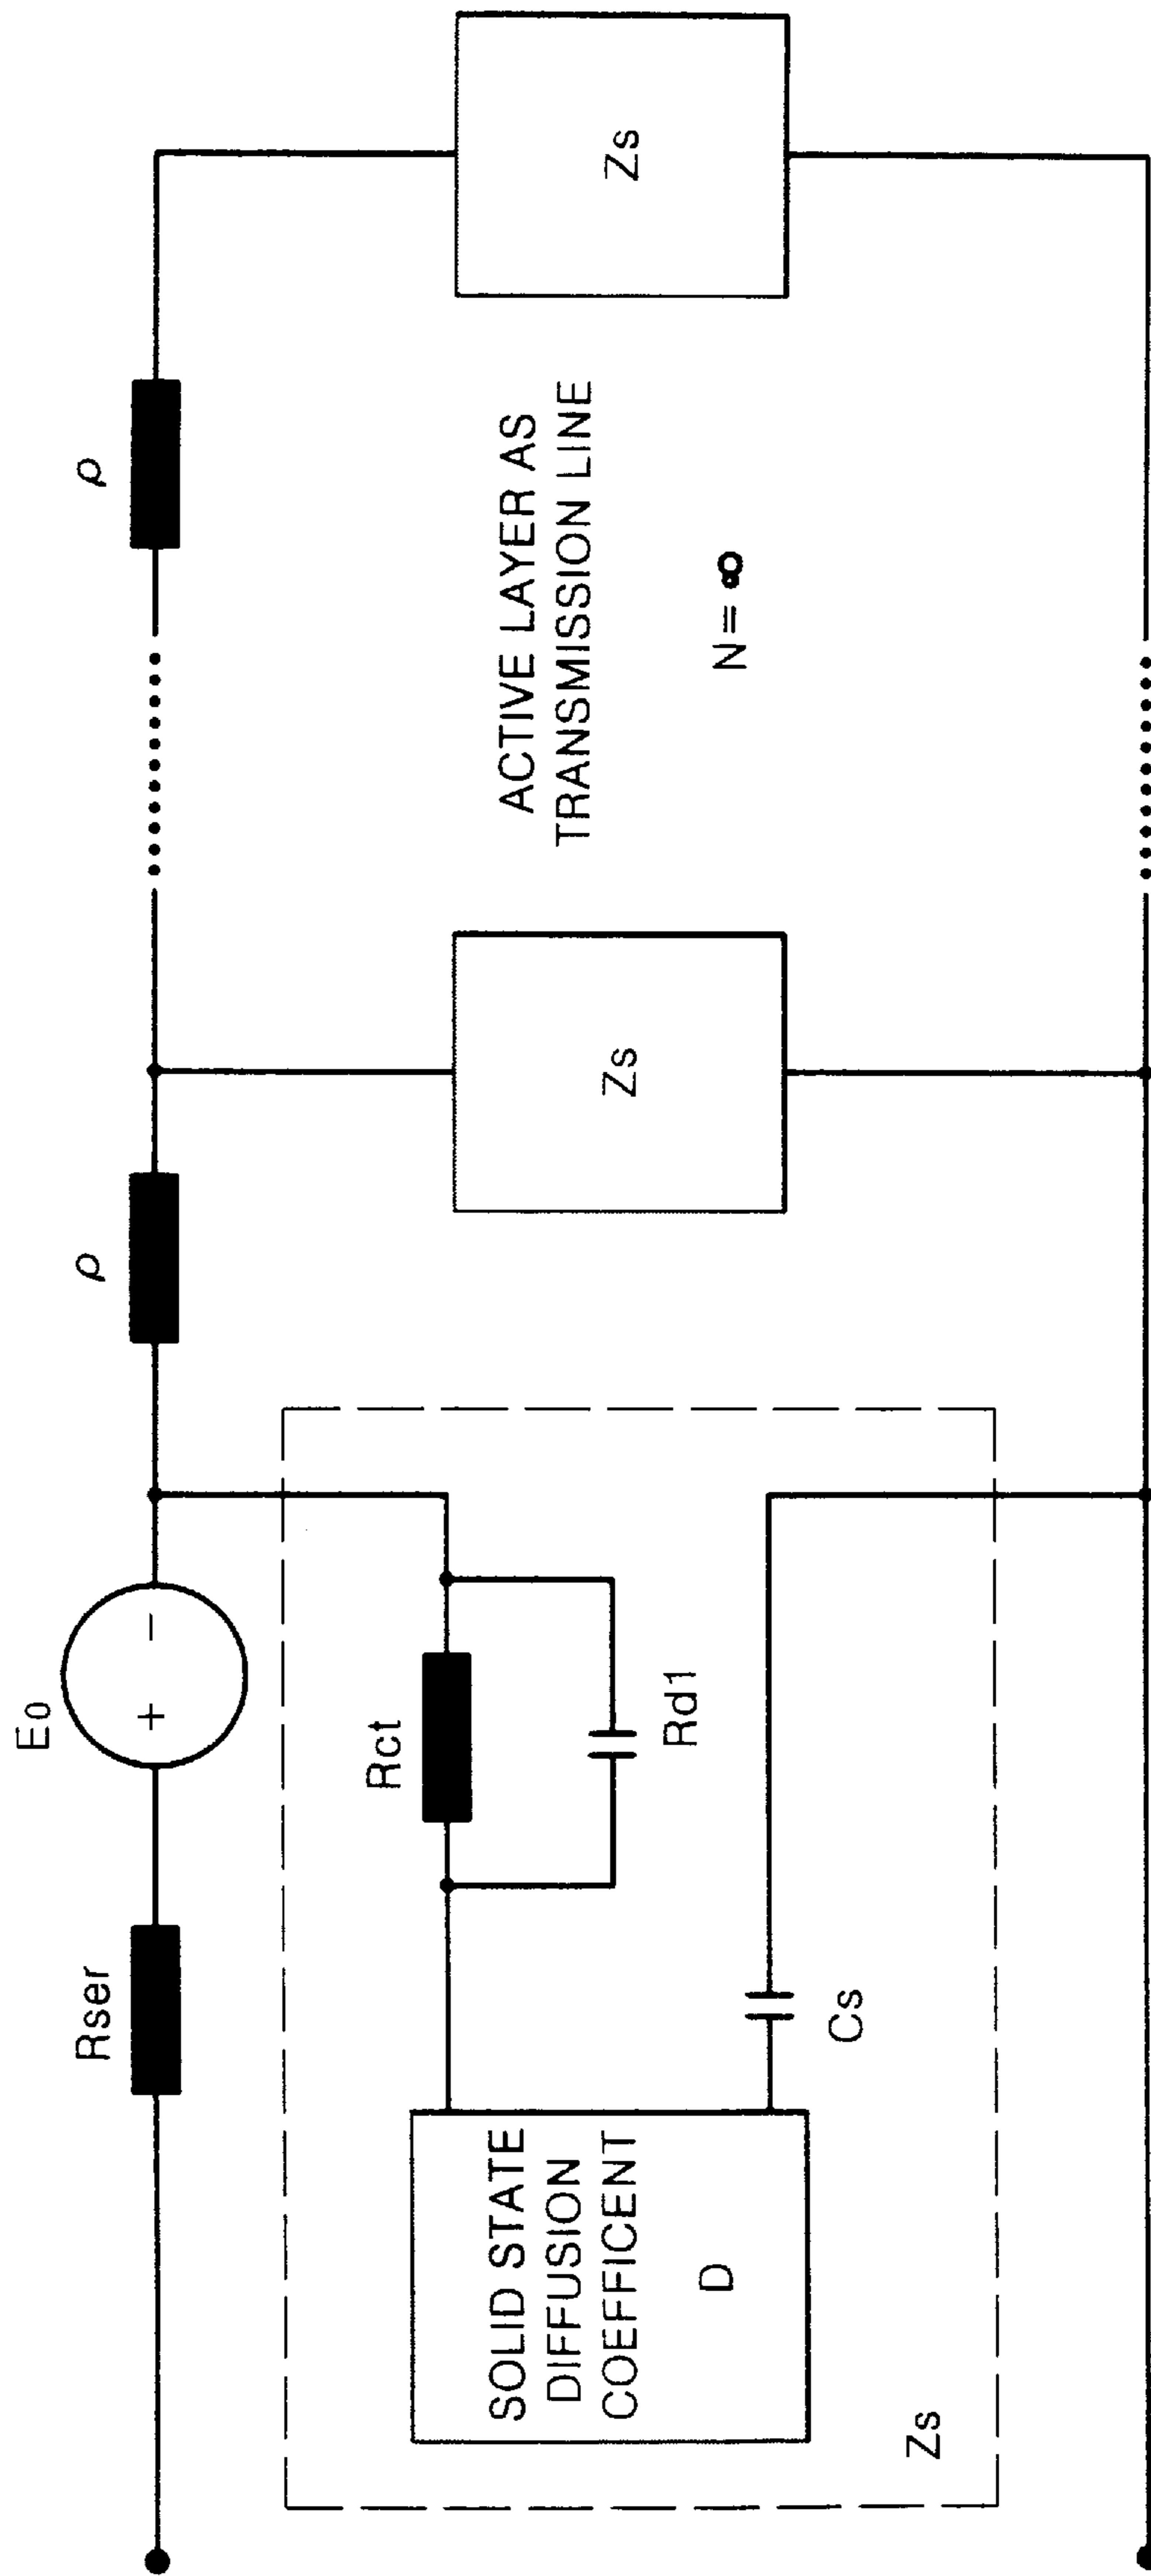 Rser
E0
+ −
ρ
ρ
Rct
Rd1
SOLID STATE
DIFFUSION
COEFFICENT
D
Cs
Zs
Zs
ACTIVE LAYER AS
TRANSMISSION LINE
N=∞
Zs